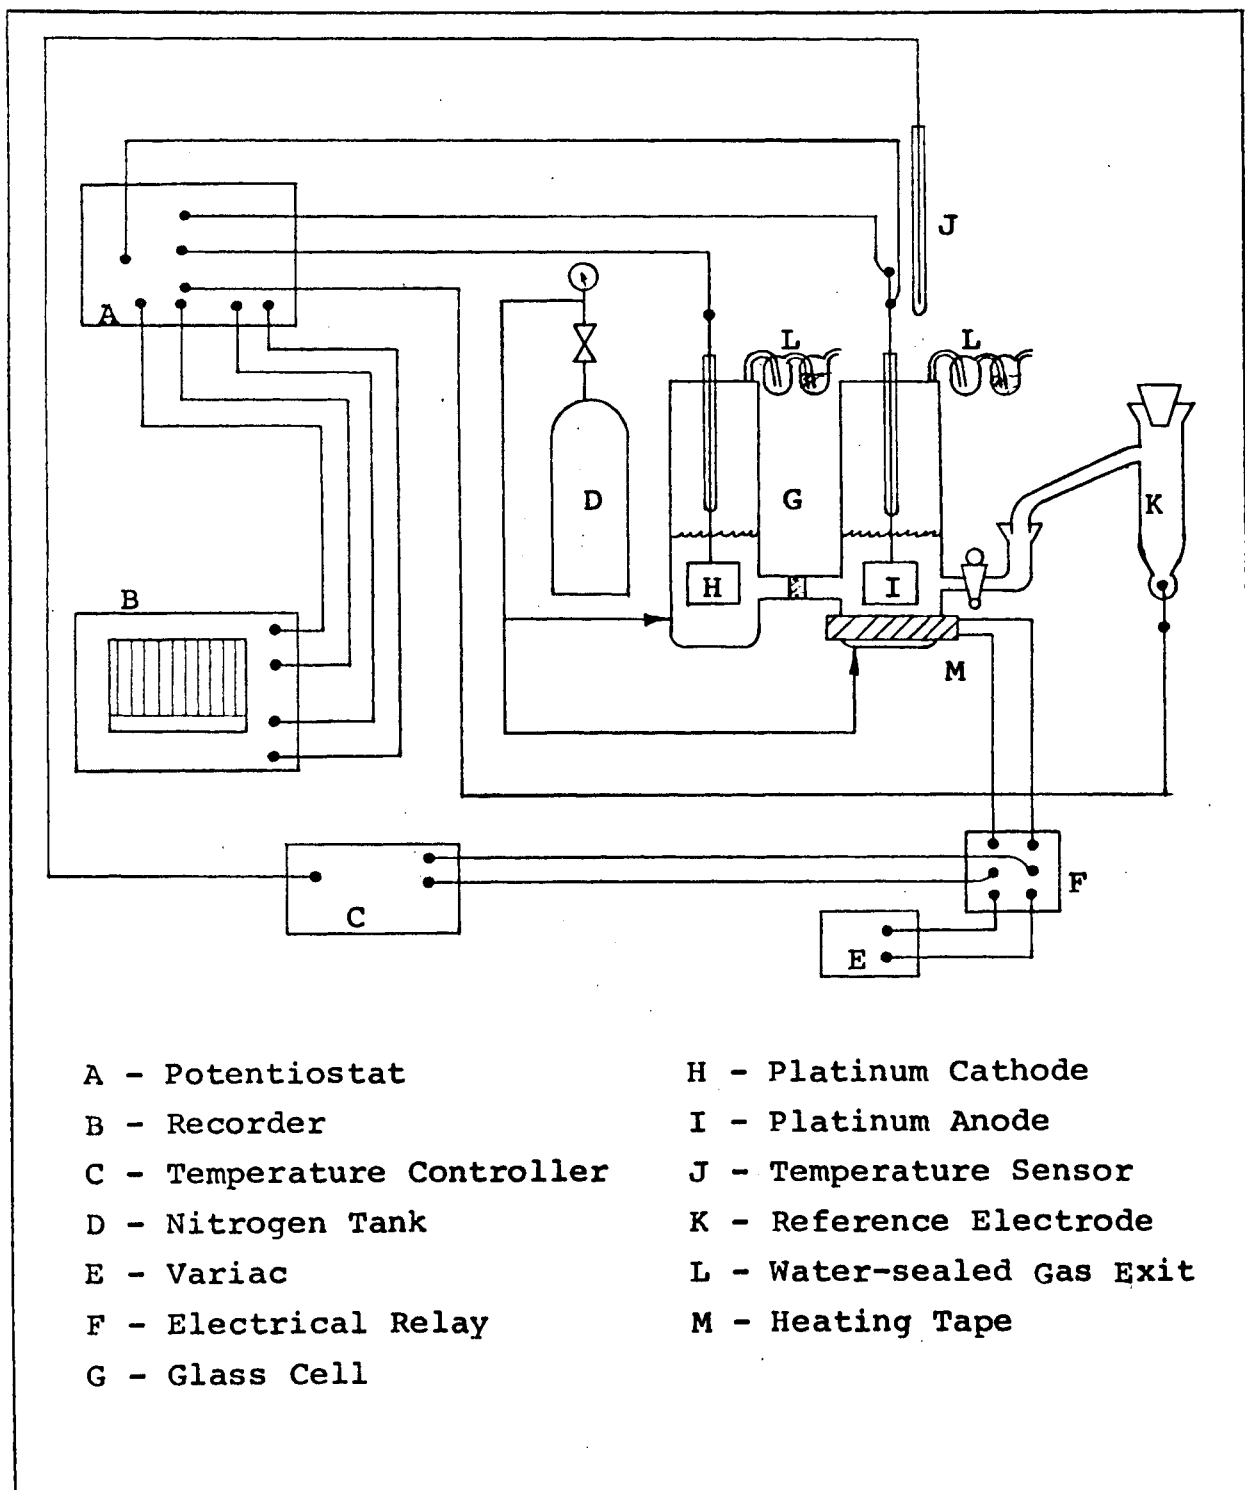 J
A
L
L
D
G
K
H
I
B
M
F
C
E
A - Potentiostat
B - Recorder
C - Temperature Controller
D - Nitrogen Tank
E - Variac
F - Electrical Relay
G - Glass Cell
H - Platinum Cathode
I - Platinum Anode
J - Temperature Sensor
K - Reference Electrode
L - Water-sealed Gas Exit
M - Heating Tape